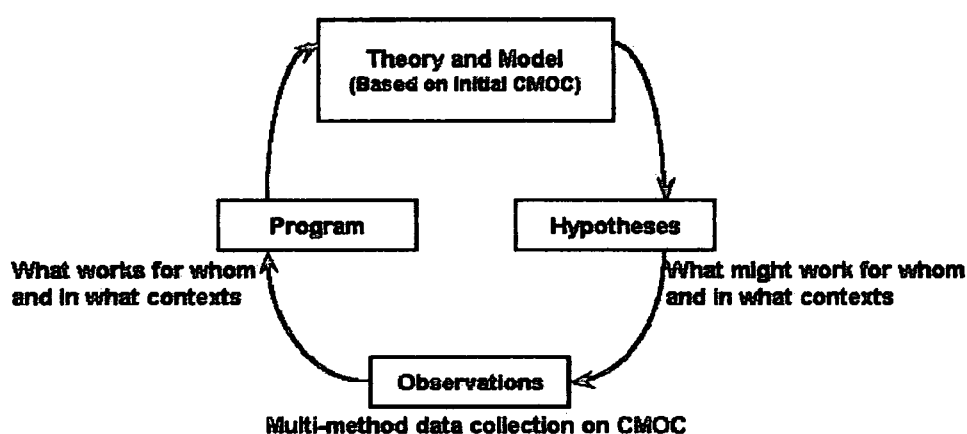 Theory and Model
(Based on Initial CMOC)
Program
Hypotheses
What works for whom
and in what contexts
What might work for whom
and in what contexts
Observations
Multi-method data collection on CMOC